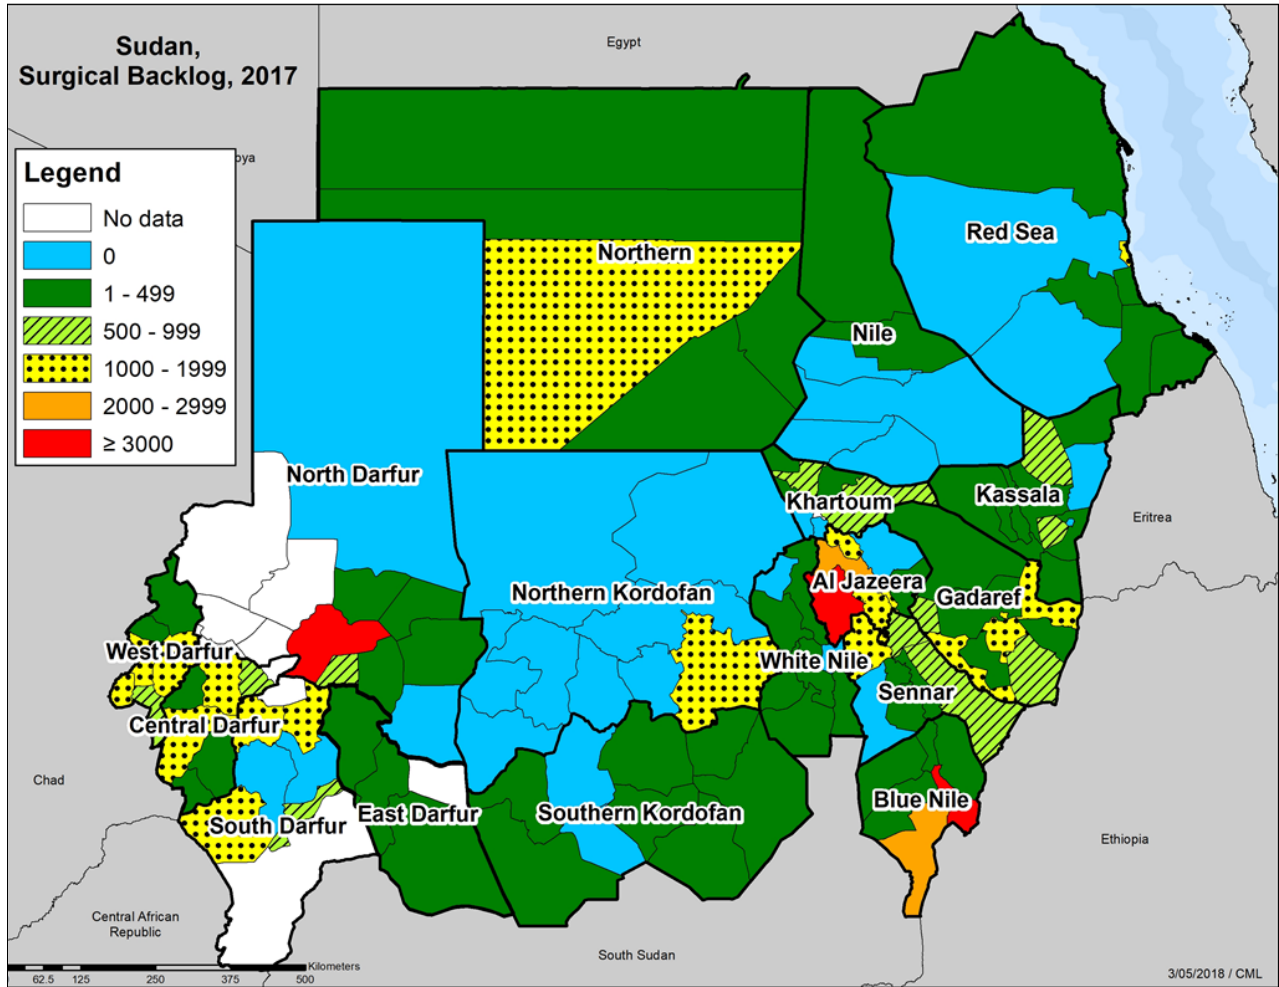 Sudan,
Surgical Backlog, 2017
Egypt
bya
Legend
No data
0
1 - 499
500 - 999
1000 - 1999
2000 - 2999
≥ 3000
Red Sea
Northern
Nile
North Darfur
Khartoum
Kassala
Eritrea
Northern Kordofan
Al Jazeera
Gadaref
West Darfur
White Nile
Sennar
Central Darfur
Chad
Blue Nile
East Darfur
Southern Kordofan
South Darfur
Ethiopia
Central African
Republic
South Sudan
Kilometers
62.5 125 250 375 500
3/05/2018 / CML